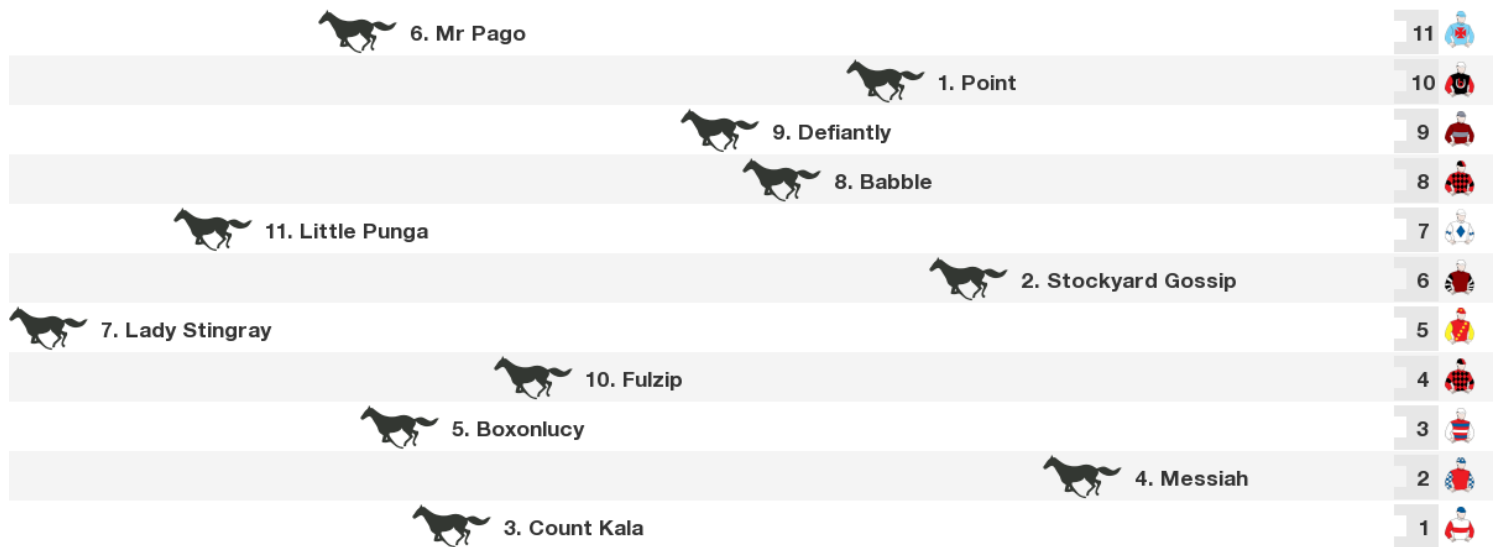 6. Mr Pago 11
1. Point 10
9. Defiantly 9
8. Babble 8
11. Little Punga 7
2. Stockyard Gossip 6
7. Lady Stingray 5
10. Fulzip 4
5. Boxonlucy 3
4. Messiah 2
3. Count Kala 1